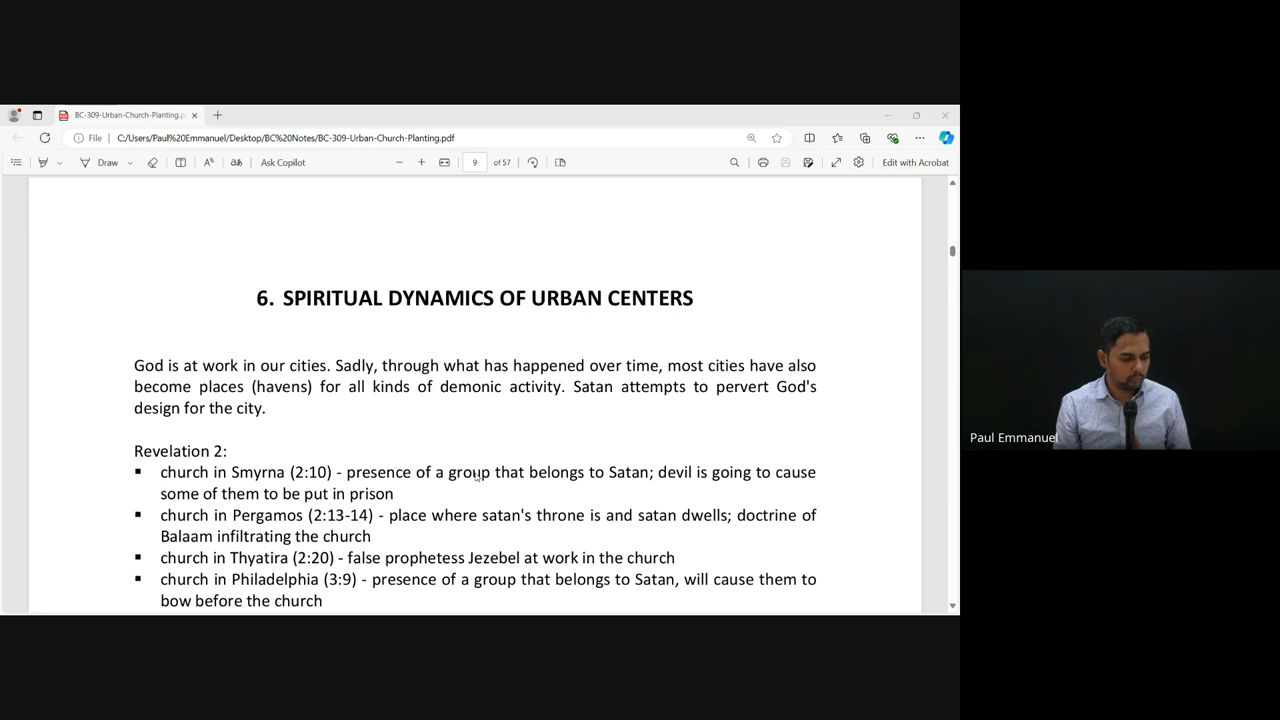 BC-309-Urban-Church-Planting.p
File
C:/Users/Paul%20Emmanuel/Desktop/BC%20Notes/BC-309-Urban-Church-Planting.pdf
Draw
Ask Copilot
9 of 57
Edit with Acrobat
6. SPIRITUAL DYNAMICS OF URBAN CENTERS
God is at work in our cities. Sadly, through what has happened over time, most cities have also
become places (havens) for all kinds of demonic activity. Satan attempts to pervert God's
design for the city.
Revelation 2:
▪ church in Smyrna (2:10) - presence of a group that belongs to Satan; devil is going to cause
some of them to be put in prison
▪ church in Pergamos (2:13-14) - place where satan's throne is and satan dwells; doctrine of
Balaam infiltrating the church
▪ church in Thyatira (2:20) - false prophetess Jezebel at work in the church
▪ church in Philadelphia (3:9) - presence of a group that belongs to Satan, will cause them to
bow before the church
Paul Emmanuel